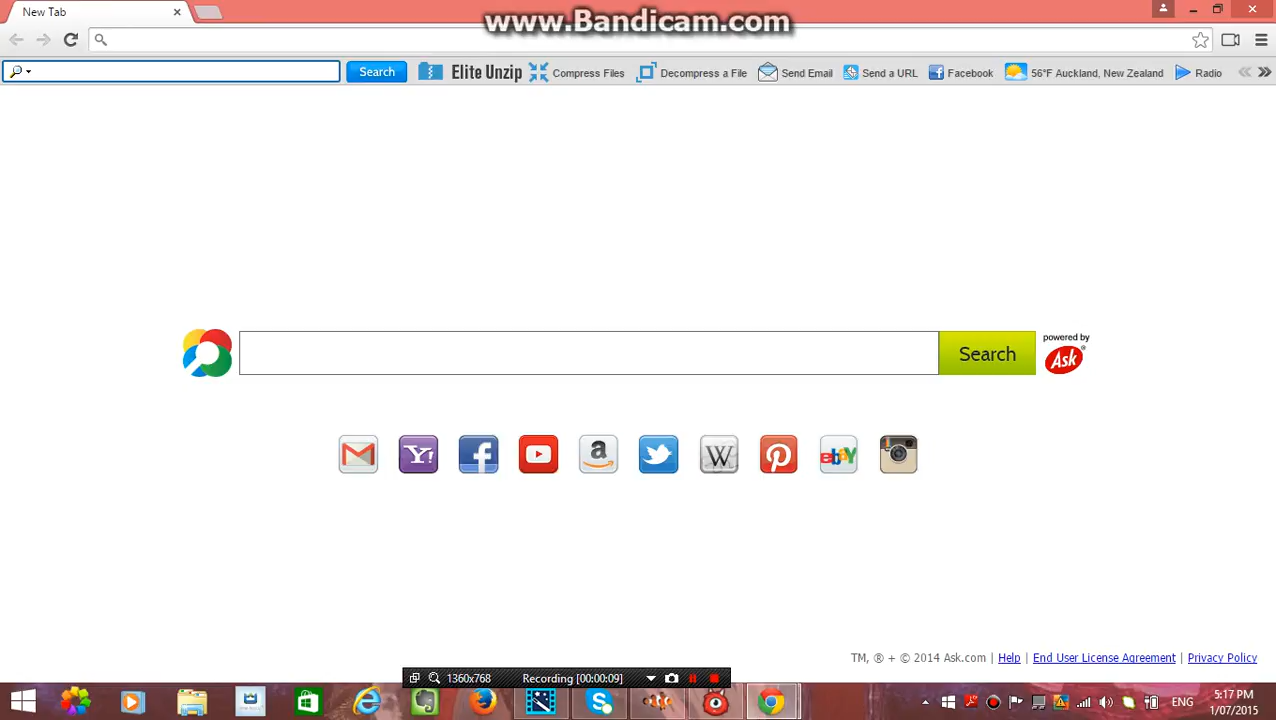 New Tab
www.Bandicam.com
Search
Elite Unzip
Compress Files
Decompress a File
Send Email
Send a URL
Facebook
56°F Auckland, New Zealand
Radio
Search
powered by
Ask
Y!
f
a
W
ebay
TM, ® + © 2014 Ask.com | Help | End User License Agreement | Privacy Policy
1360x768
Recording [00:00:09]
ENG
5:17 PM
1/07/2015